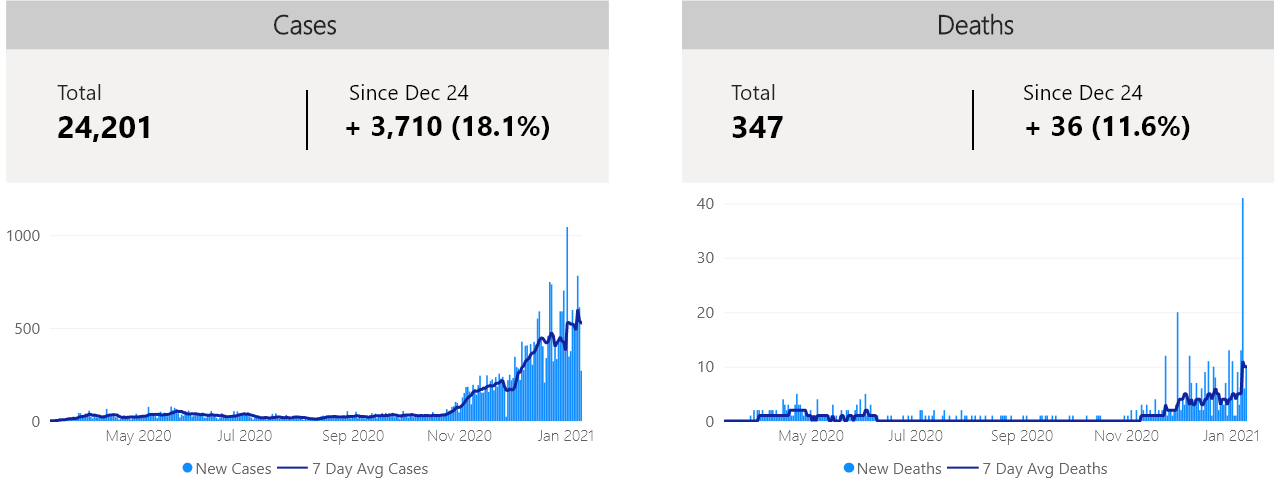 Cases
Total
Since Dec 24
24,201
+ 3,710 (18.1%)
1000
500
0
May 2020 Jul 2020 Sep 2020 Nov 2020 Jan 2021
New Cases 7 Day Avg Cases
Deaths
Total
Since Dec 24
347
+ 36 (11.6%)
40
30
20
10
0
May 2020 Jul 2020 Sep 2020 Nov 2020 Jan 2021
New Deaths 7 Day Avg Deaths